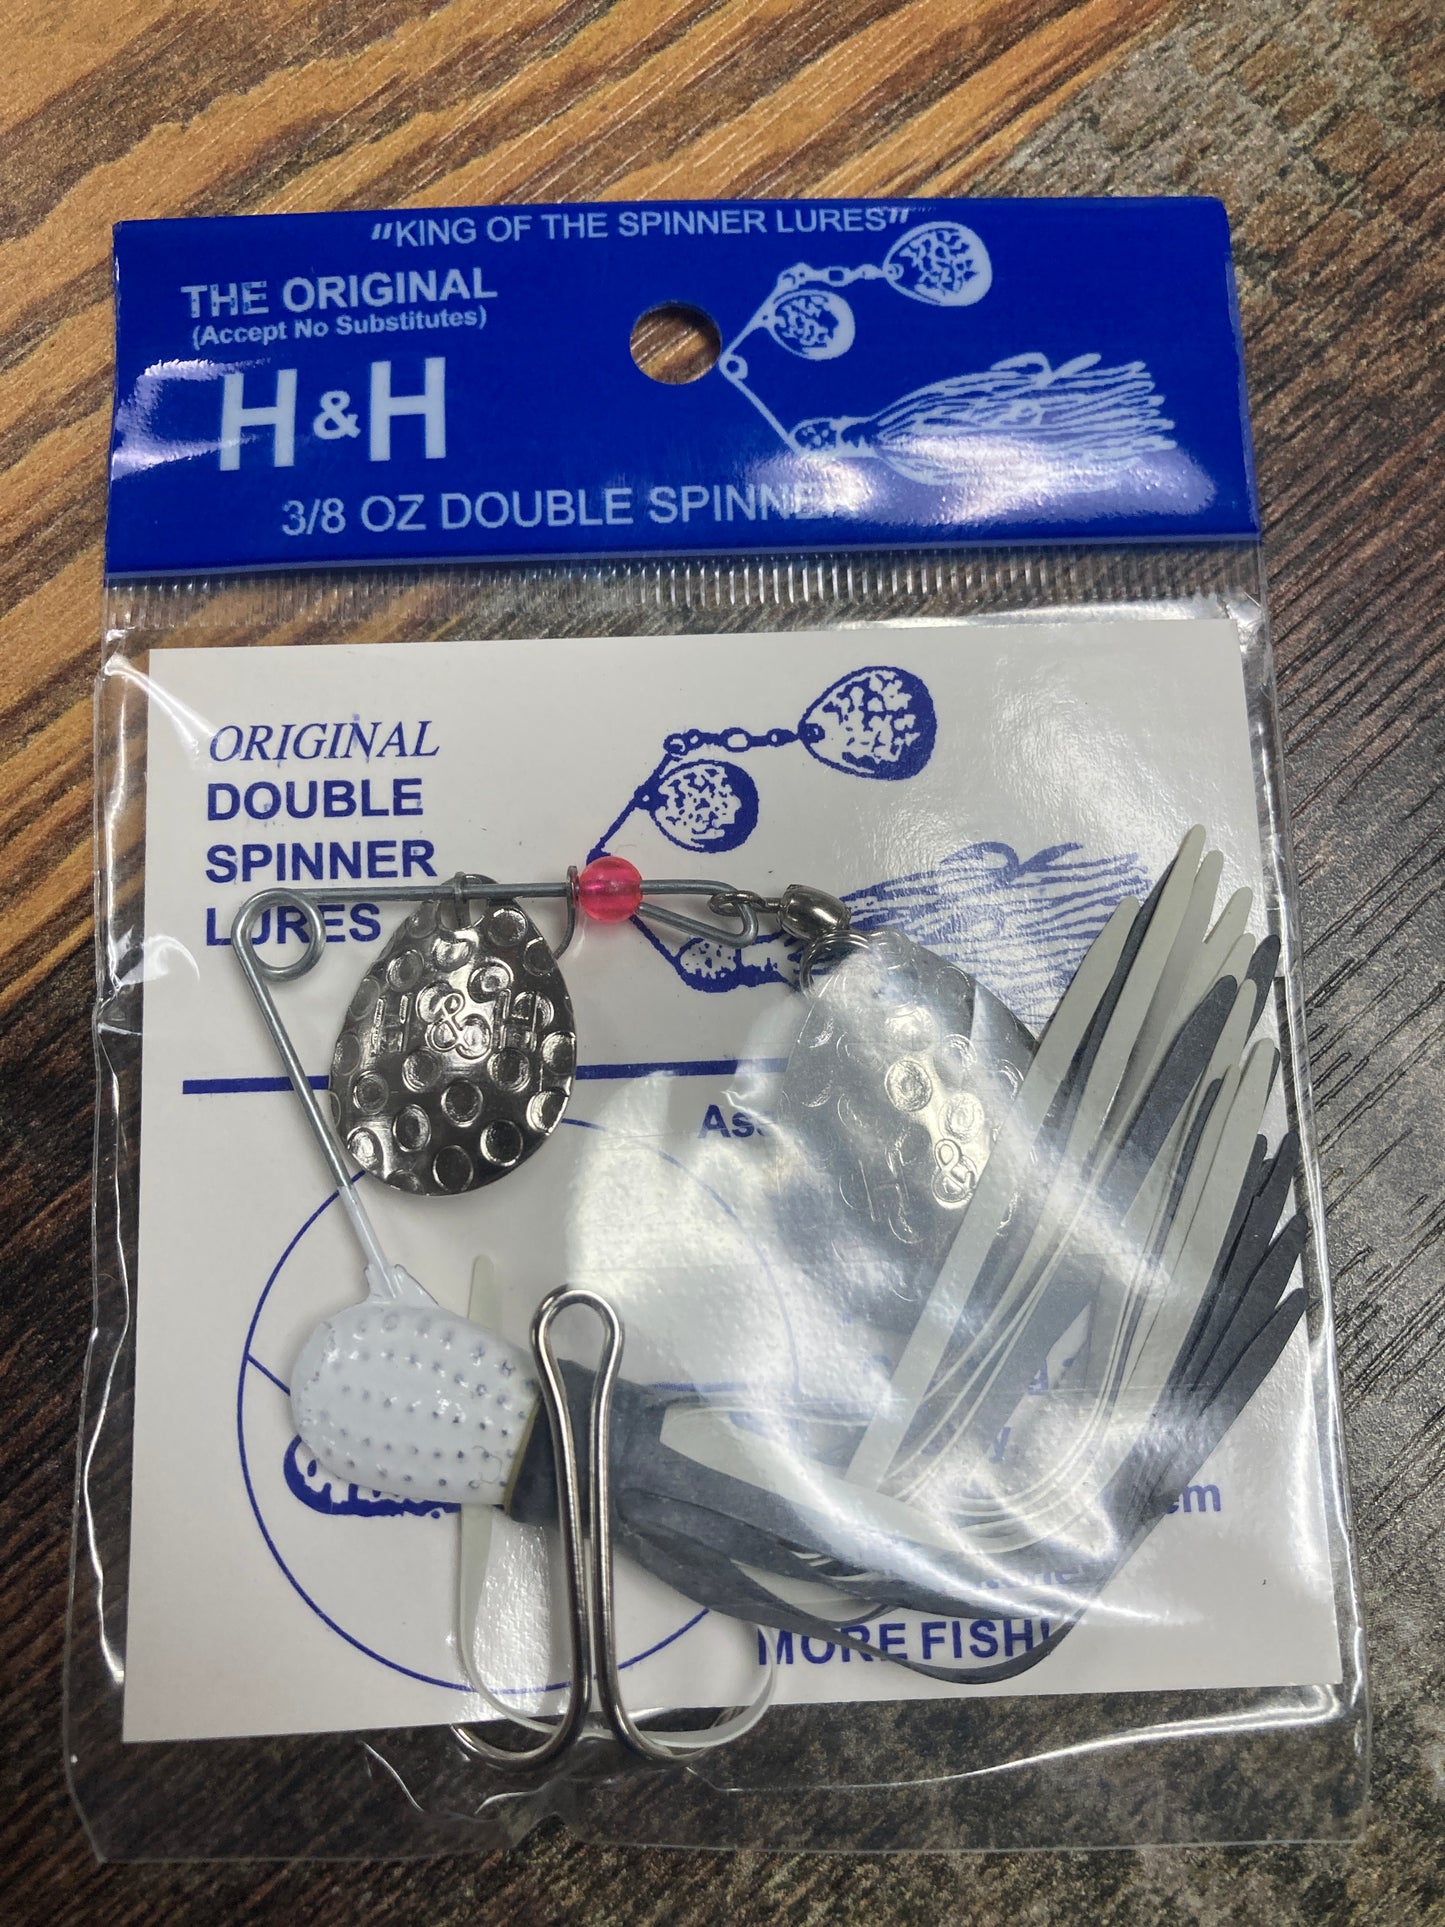 "KING OF THE SPINNER LURES"
THE ORIGINAL
(Accept No Substitutes)
H & H
3/8 OZ DOUBLE SPINNER
ORIGINAL
DOUBLE
SPINNER
LURES
H & H
H &
MORE FISH!